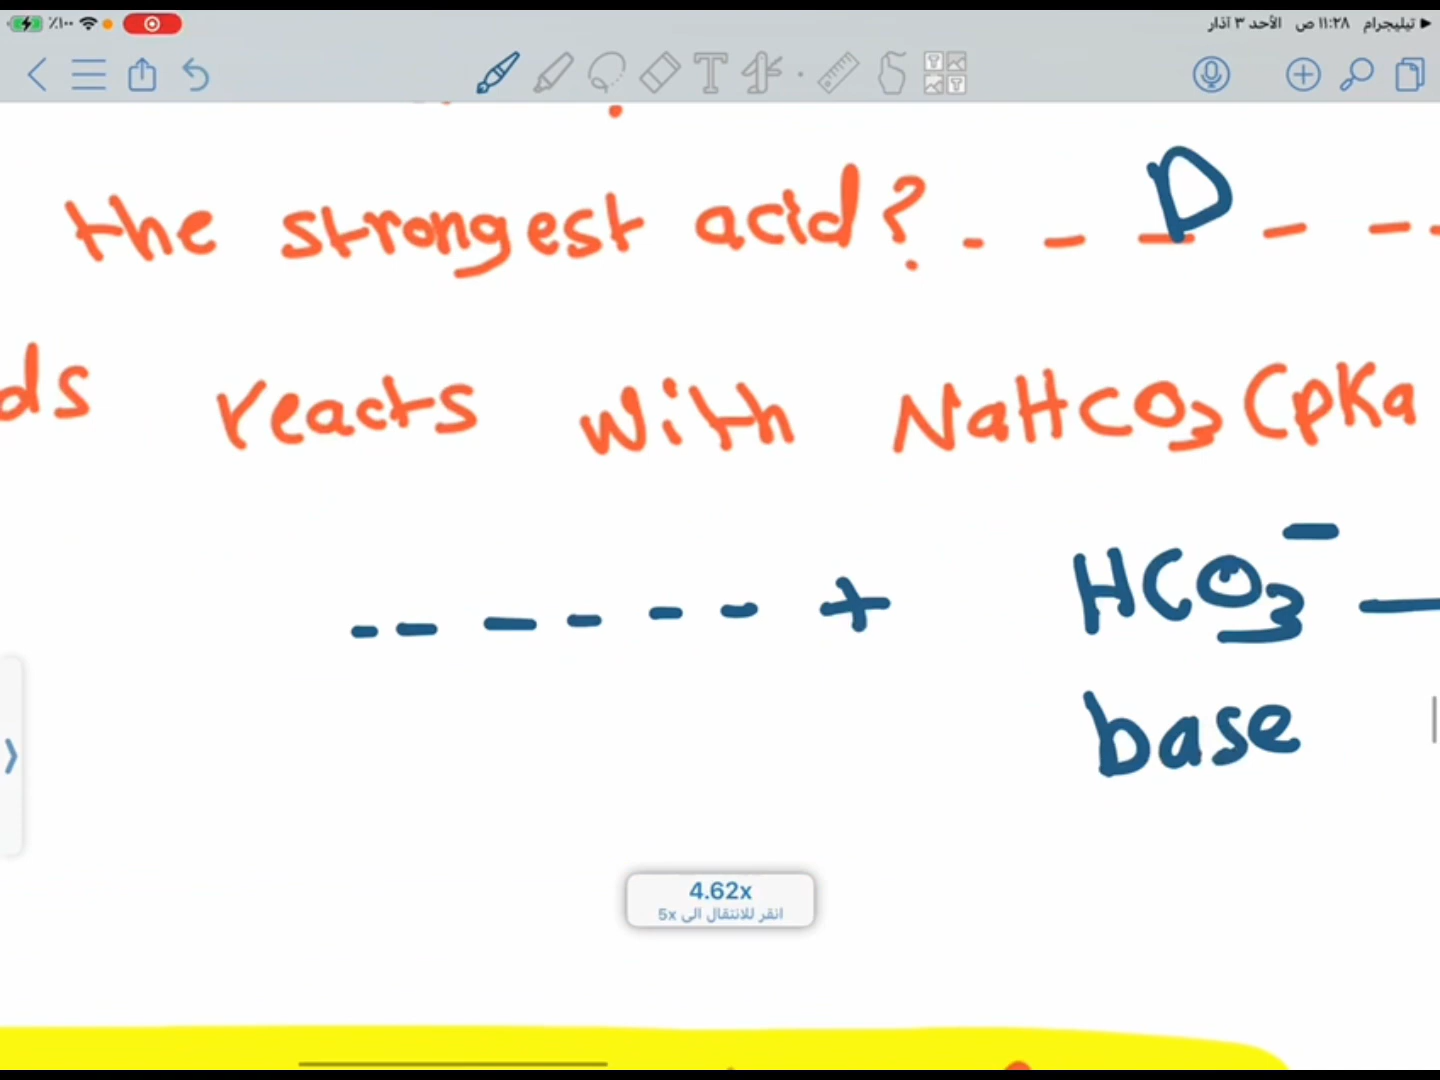 ٪١٠٠ الأحد ٣ آذار ١١:٢٨ ص تيليجرام
the strongest acid? - - - - - D
ds reacts with NaHCO3 (pKa
- - - - - - + HCO3⁻ —
base
4.62x
انقر للانتقال الى 5x